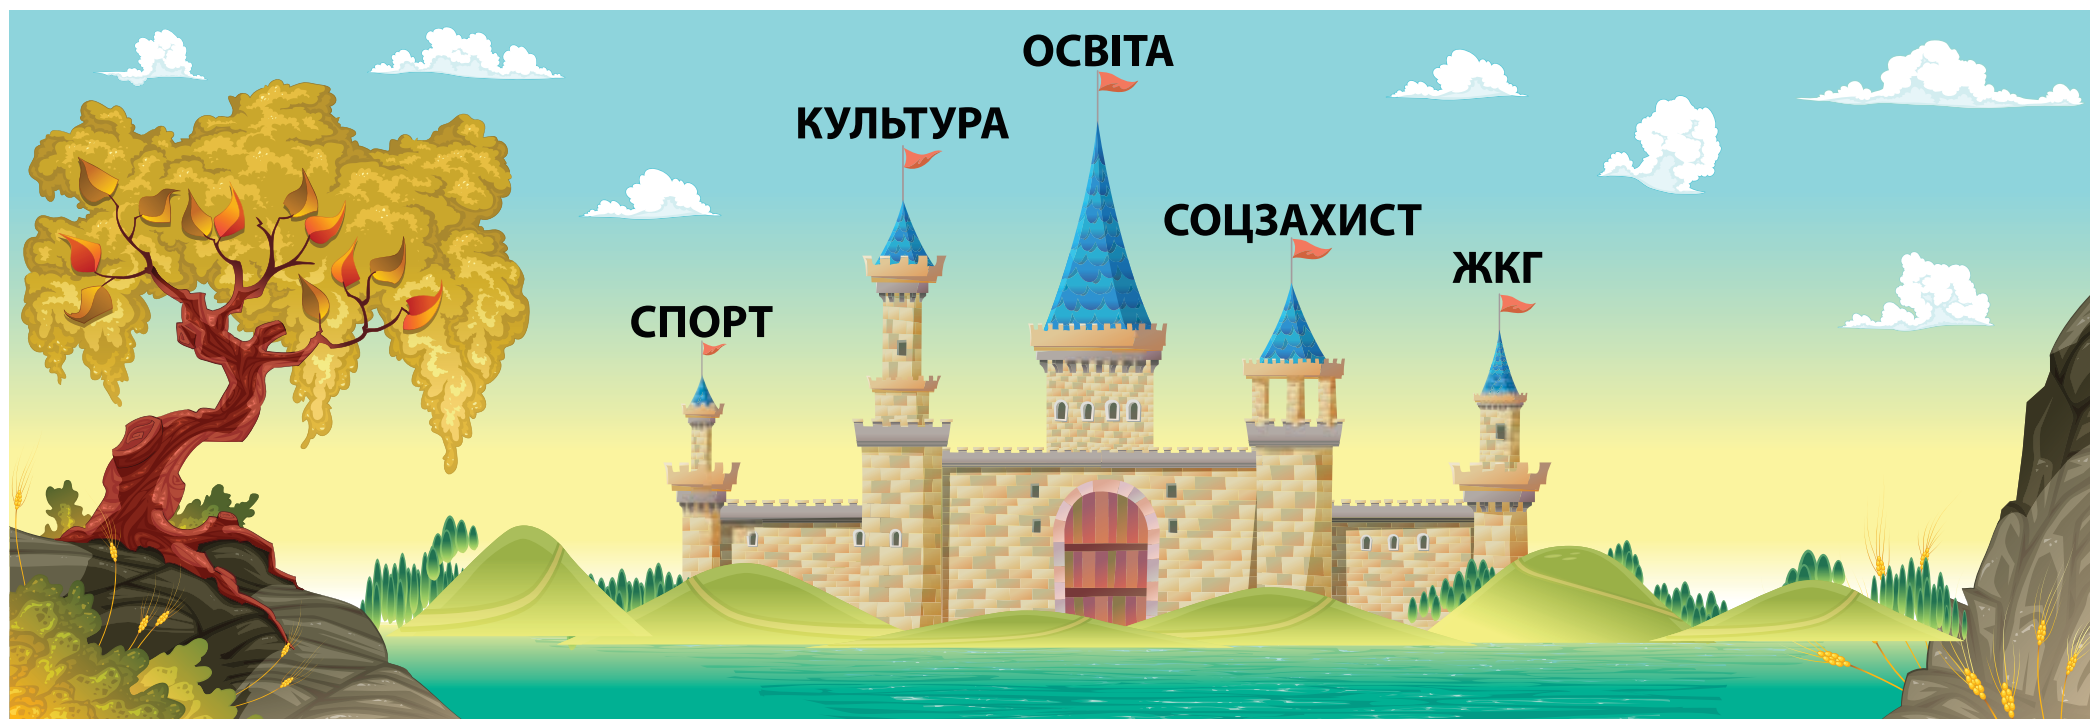 ОСВІТА
КУЛЬТУРА
СОЦЗАХИСТ
ЖКГ
СПОРТ